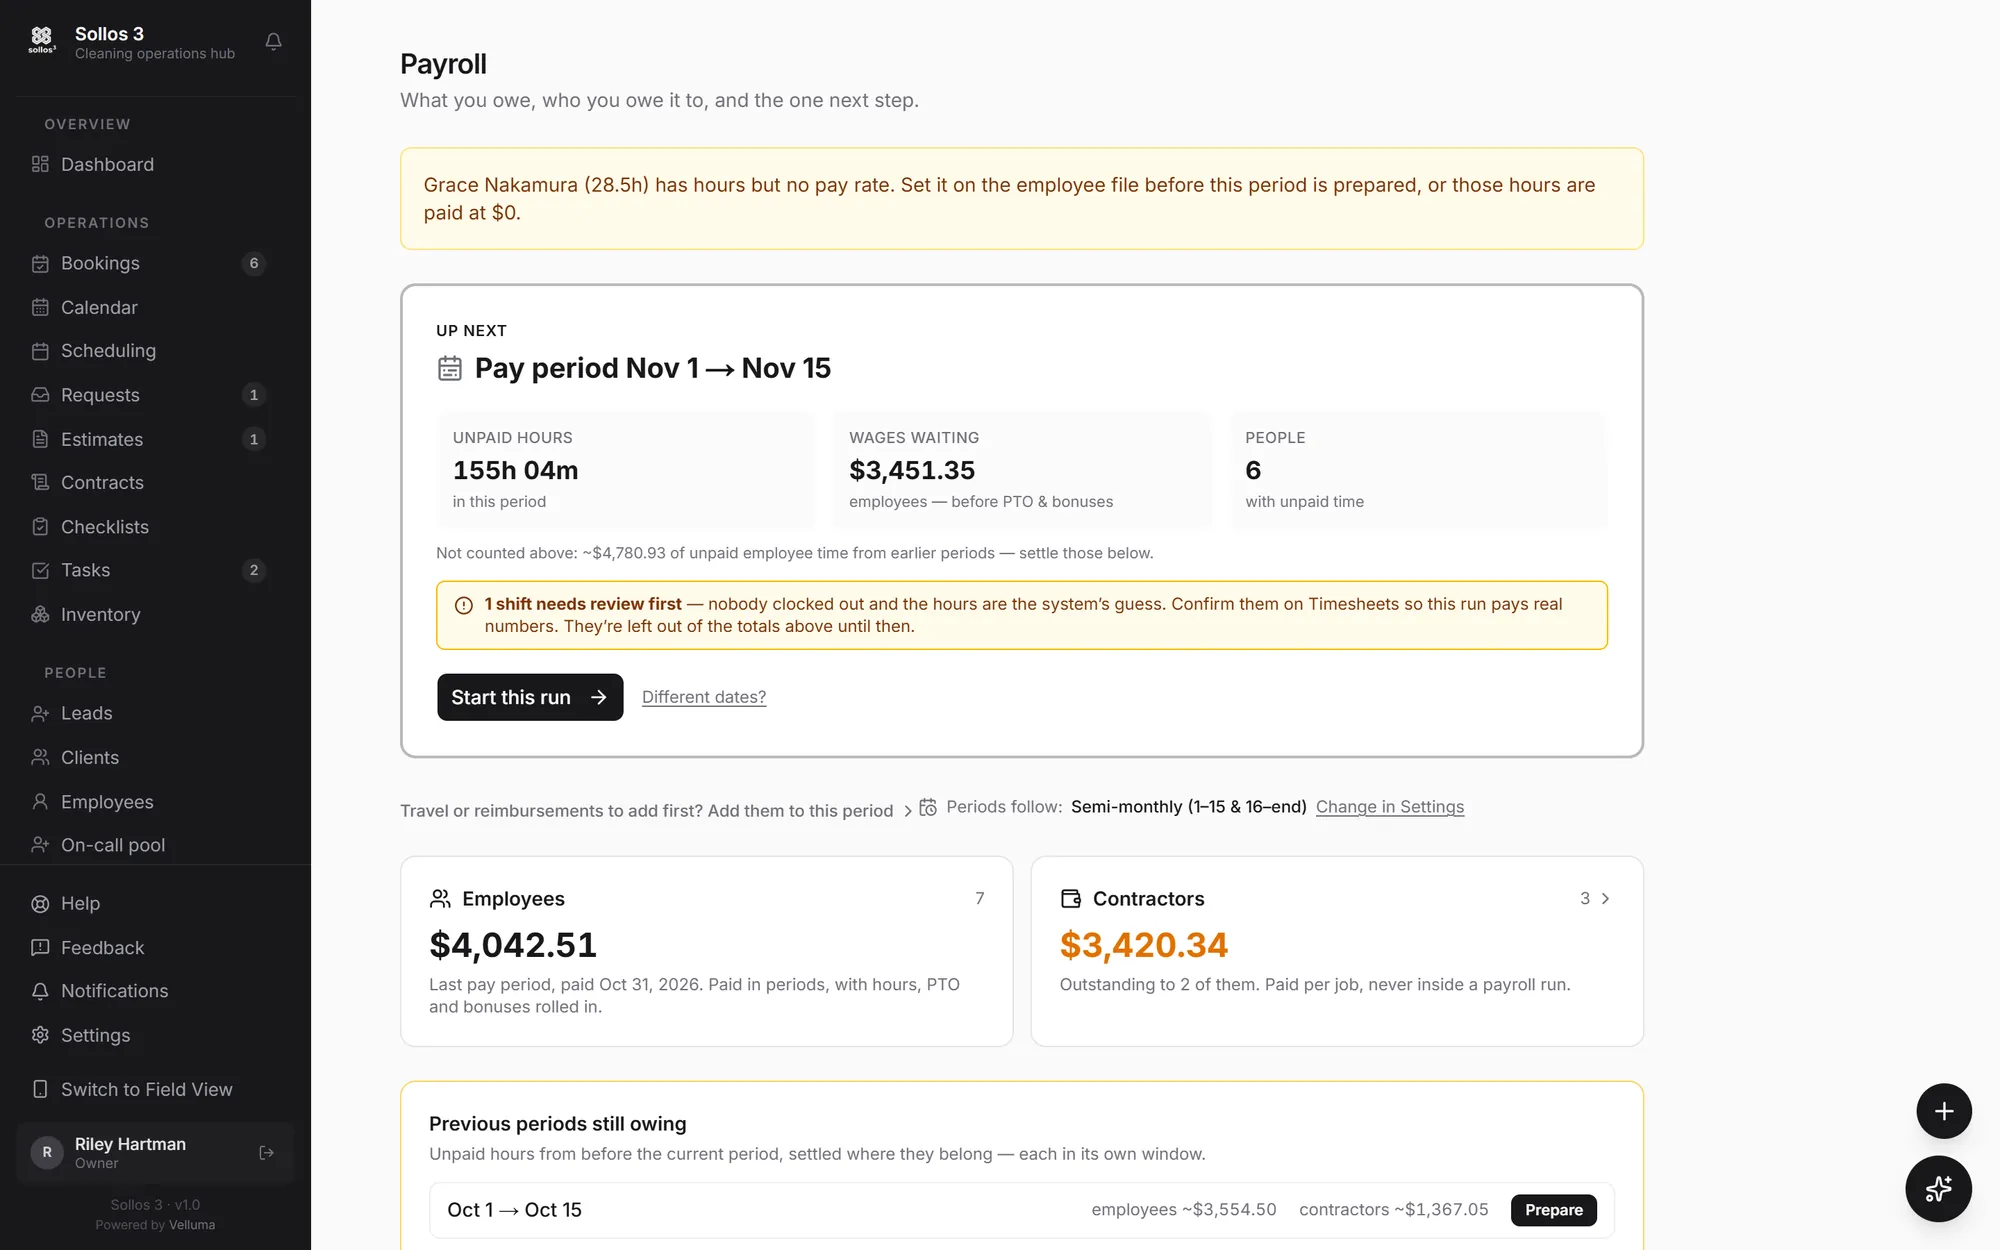 sollos³
Sollos 3
Cleaning operations hub
OVERVIEW
Dashboard
OPERATIONS
Bookings 6
Calendar
Scheduling
Requests 1
Estimates 1
Contracts
Checklists
Tasks 2
Inventory
PEOPLE
Leads
Clients
Employees
On-call pool
Help
Feedback
Notifications
Settings
Switch to Field View
R
Riley Hartman
Owner
Sollos 3 · v1.0
Powered by Velluma
Payroll
What you owe, who you owe it to, and the one next step.
Grace Nakamura (28.5h) has hours but no pay rate. Set it on the employee file before this period is prepared, or those hours are
paid at $0.
UP NEXT
Pay period Nov 1 → Nov 15
UNPAID HOURS
155h 04m
in this period
WAGES WAITING
$3,451.35
employees — before PTO & bonuses
PEOPLE
6
with unpaid time
Not counted above: ~$4,780.93 of unpaid employee time from earlier periods — settle those below.
1 shift needs review first — nobody clocked out and the hours are the system's guess. Confirm them on Timesheets so this run pays real
numbers. They're left out of the totals above until then.
Start this run →
Different dates?
Travel or reimbursements to add first? Add them to this period
Periods follow: Semi-monthly (1–15 & 16–end) Change in Settings
Employees 7
$4,042.51
Last pay period, paid Oct 31, 2026. Paid in periods, with hours, PTO
and bonuses rolled in.
Contractors 3
$3,420.34
Outstanding to 2 of them. Paid per job, never inside a payroll run.
Previous periods still owing
Unpaid hours from before the current period, settled where they belong — each in its own window.
Oct 1 → Oct 15 employees ~$3,554.50 contractors ~$1,367.05 Prepare